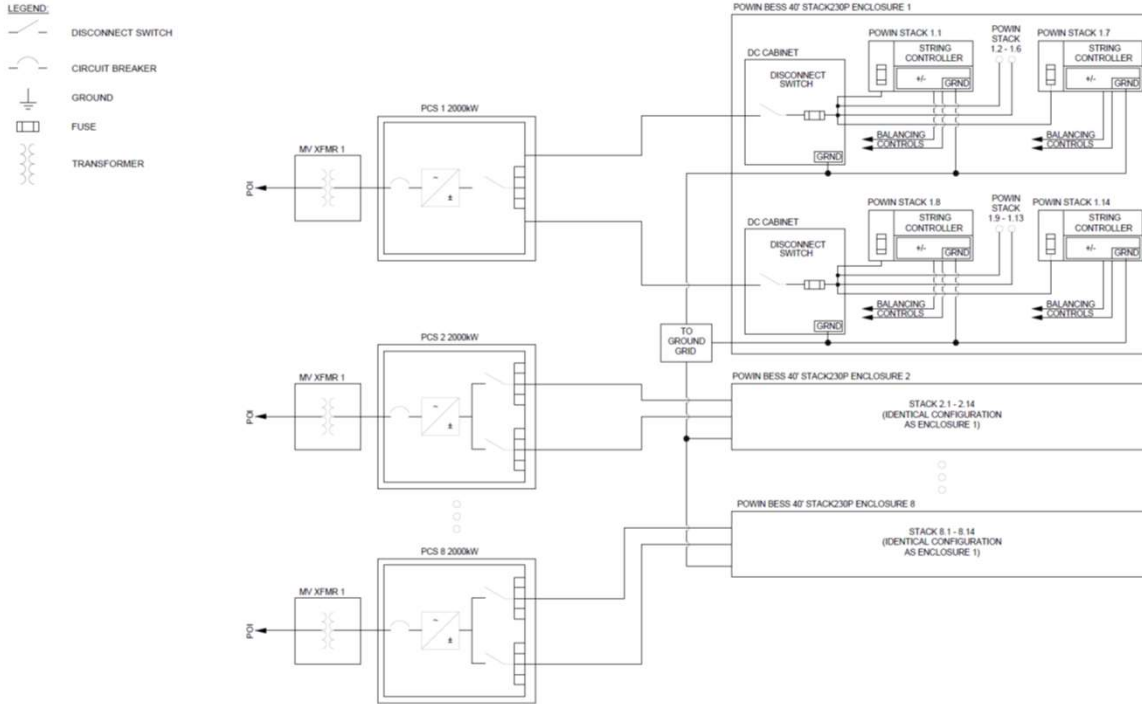 LEGEND:
DISCONNECT SWITCH
CIRCUIT BREAKER
GROUND
FUSE
TRANSFORMER
POWIN BESS 40' STACK230P ENCLOSURE 1
POWIN STACK 1.1
POWIN
STACK
1.2 - 1.6
POWIN STACK 1.7
STRING
CONTROLLER
+/-
GRND
STRING
CONTROLLER
+/-
GRND
DC CABINET
DISCONNECT
SWITCH
GRND
BALANCING
CONTROLS
BALANCING
CONTROLS
PCS 1 2000kW
MV XFMR 1
POI
~
±
POWIN STACK 1.8
POWIN
STACK
1.9 - 1.13
POWIN STACK 1.14
STRING
CONTROLLER
+/-
GRND
STRING
CONTROLLER
+/-
GRND
DC CABINET
DISCONNECT
SWITCH
GRND
BALANCING
CONTROLS
BALANCING
CONTROLS
TO
GROUND
GRID
PCS 2 2000kW
MV XFMR 1
POI
~
±
POWIN BESS 40' STACK230P ENCLOSURE 2
STACK 2.1 - 2.14
(IDENTICAL CONFIGURATION
AS ENCLOSURE 1)
POWIN BESS 40' STACK230P ENCLOSURE 8
STACK 8.1 - 8.14
(IDENTICAL CONFIGURATION
AS ENCLOSURE 1)
PCS 8 2000kW
MV XFMR 1
POI
~
±